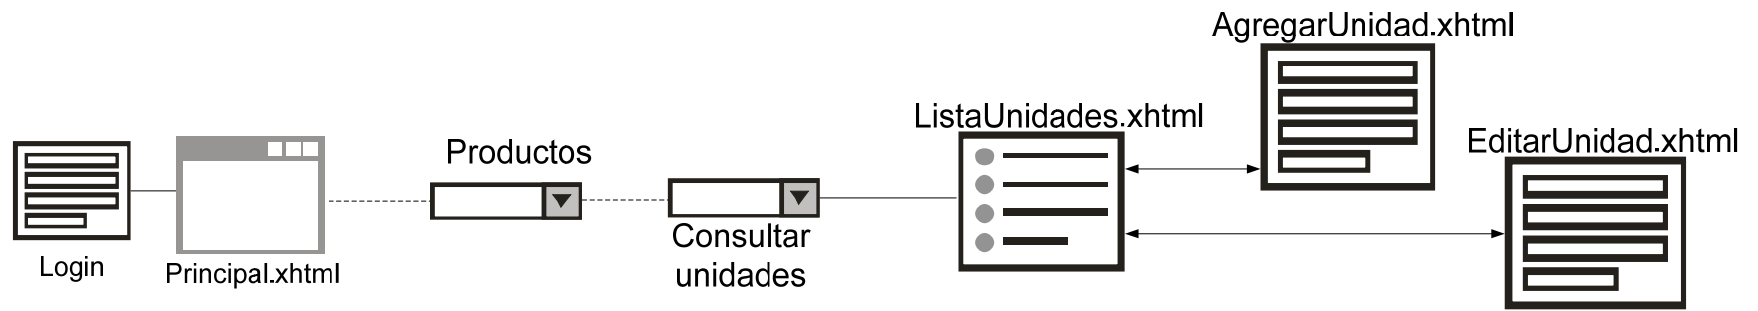 Login
Principal.xhtml
Productos
Consultar
unidades
ListaUnidades.xhtml
AgregarUnidad.xhtml
EditarUnidad.xhtml